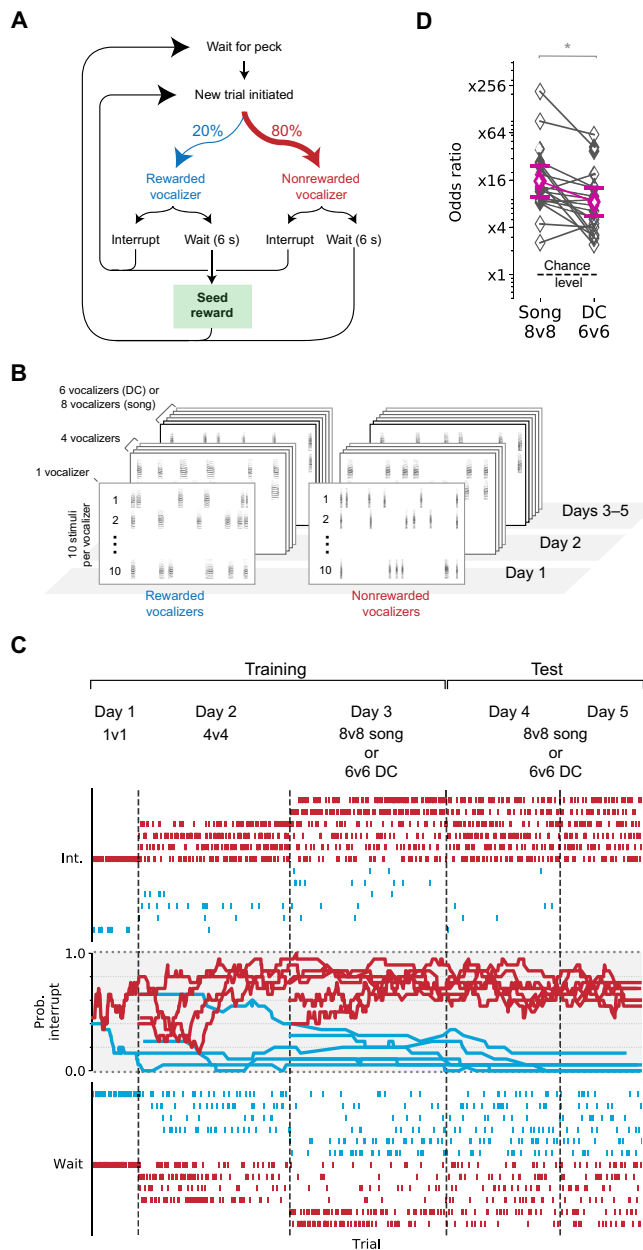 A
Wait for peck
New trial initiated
20%
80%
Rewarded
vocalizer
Nonrewarded
vocalizer
Interrupt
Wait (6 s)
Interrupt
Wait (6 s)
Seed
reward
D
Odds ratio
*
x256
x64
x16
x4
x1
Chance
level
Song
8v8
DC
6v6
B
6 vocalizers (DC) or
8 vocalizers (song)
4 vocalizers
1 vocalizer
10 stimuli
per vocalizer
1
2
10
1
2
10
Days 3–5
Day 2
Day 1
Rewarded
vocalizers
Nonrewarded
vocalizers
C
Training
Test
Day 1
1v1
Day 2
4v4
Day 3
8v8 song
or
6v6 DC
Day 4
Day 5
8v8 song
or
6v6 DC
Int.
Prob.
interrupt
1.0
0.0
Wait
Trial